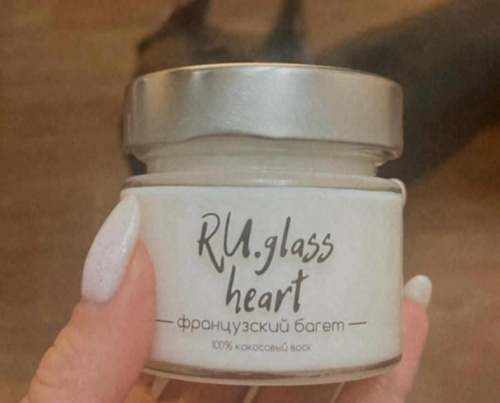 RU.glass
heart
французский багет
100% кокосовый воск